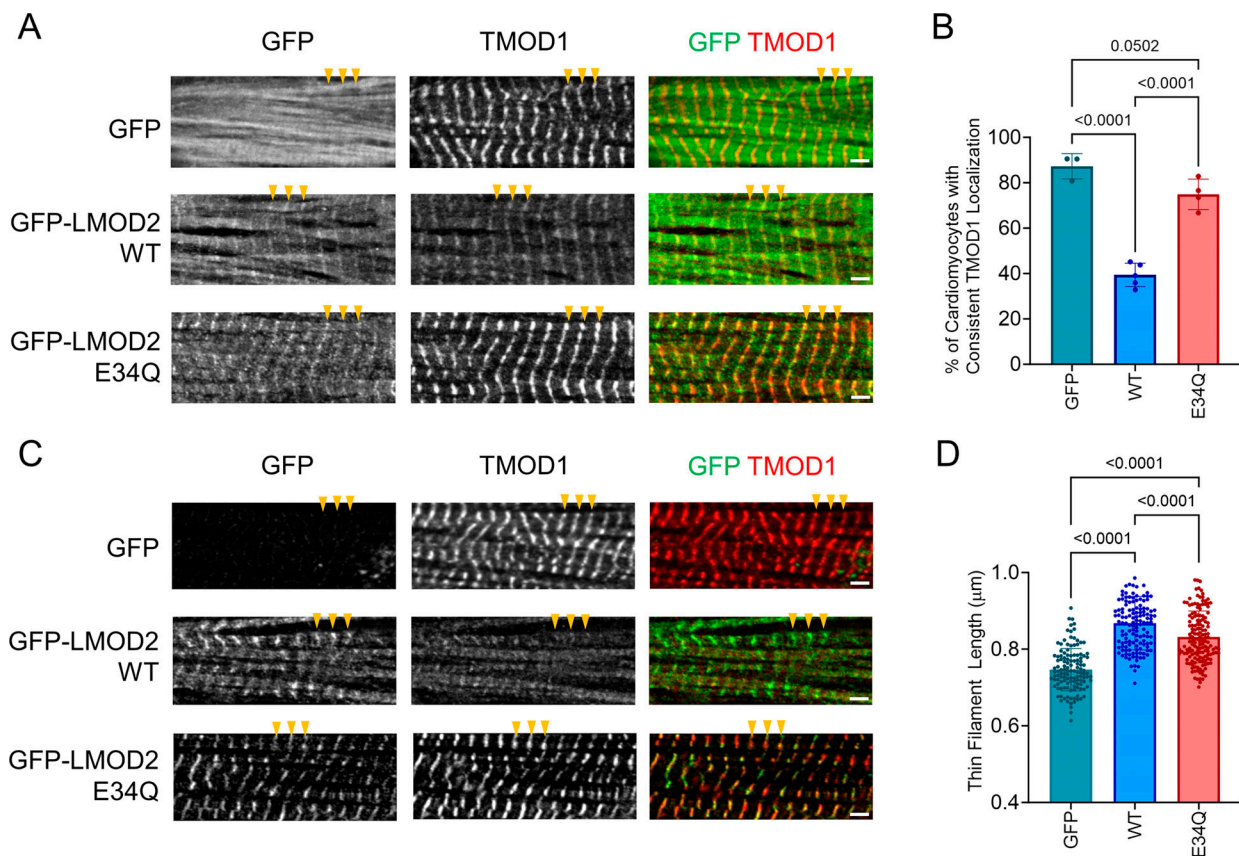 A
GFP
TMOD1
GFP TMOD1
GFP
GFP-LMOD2
WT
GFP-LMOD2
E34Q
B
0.0502
<0.0001
<0.0001
% of Cardiomyocytes with
Consistent TMOD1 Localization
100
80
60
40
20
0
GFP
WT
E34Q
C
GFP
TMOD1
GFP TMOD1
GFP
GFP-LMOD2
WT
GFP-LMOD2
E34Q
D
<0.0001
<0.0001
<0.0001
Thin Filament Length (μm)
1.0
0.8
0.6
0.4
GFP
WT
E34Q